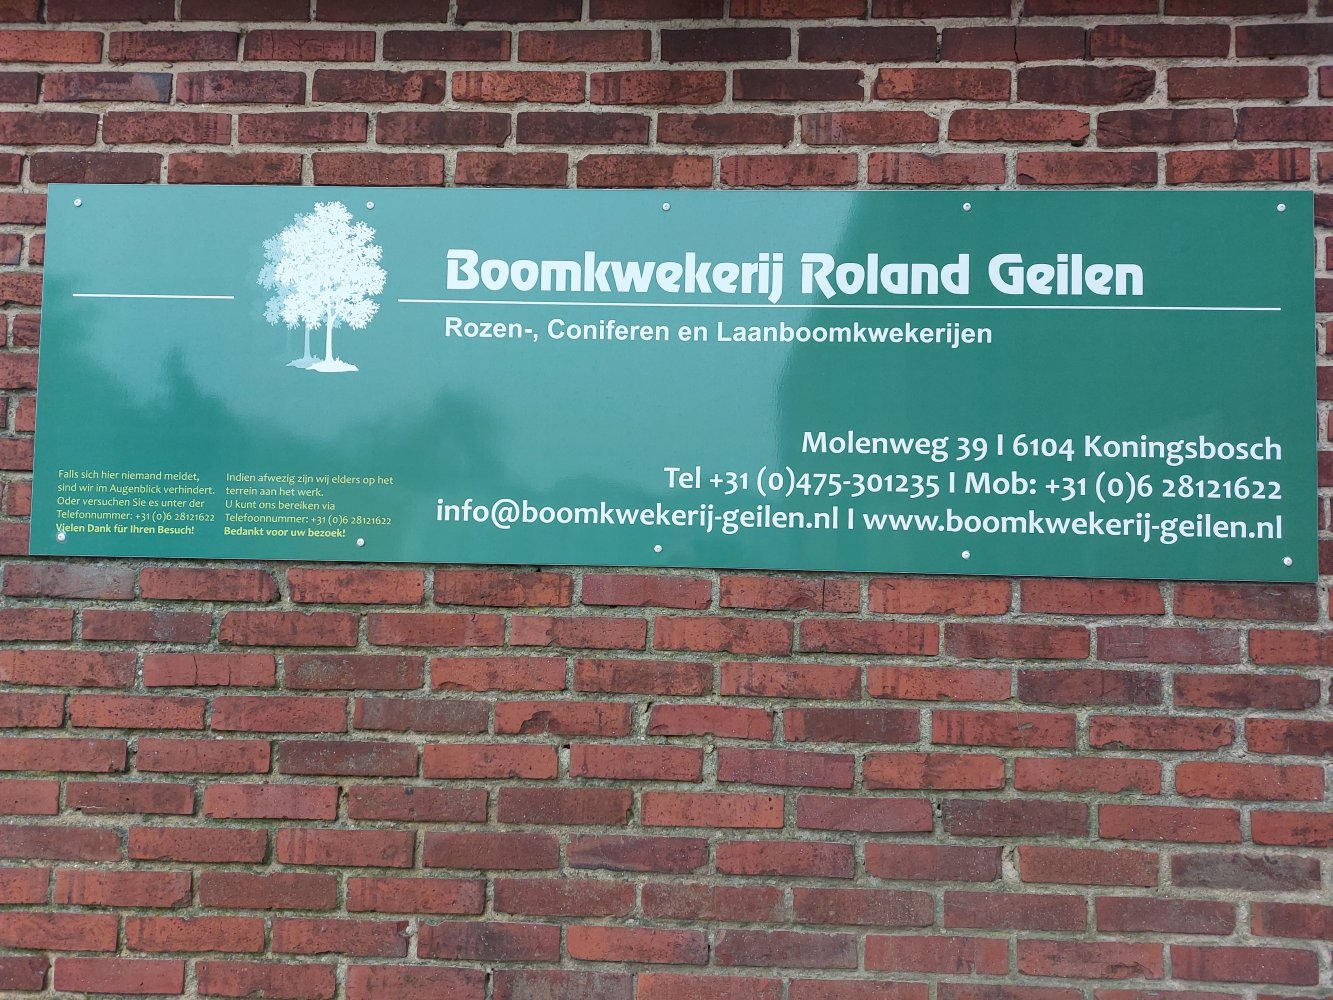 Boomkwekerij Roland Geilen
Rozen-, Coniferen en Laanboomkwekerijen
Molenweg 39 I 6104 Koningsbosch
Tel +31 (0)475-301235 I Mob: +31 (0)6 28121622
info@boomkwekerij-geilen.nl I www.boomkwekerij-geilen.nl
Falls sich hier niemand meldet,
sind wir im Augenblick verhindert.
Oder versuchen Sie es unter der
Telefonnummer: +31 (0)6 28121622
Vielen Dank für Ihren Besuch!
Indien afwezig zijn wij elders op het
terrein aan het werk.
U kunt ons bereiken via
Telefoonnummer: +31 (0)6 28121622
Bedankt voor uw bezoek!